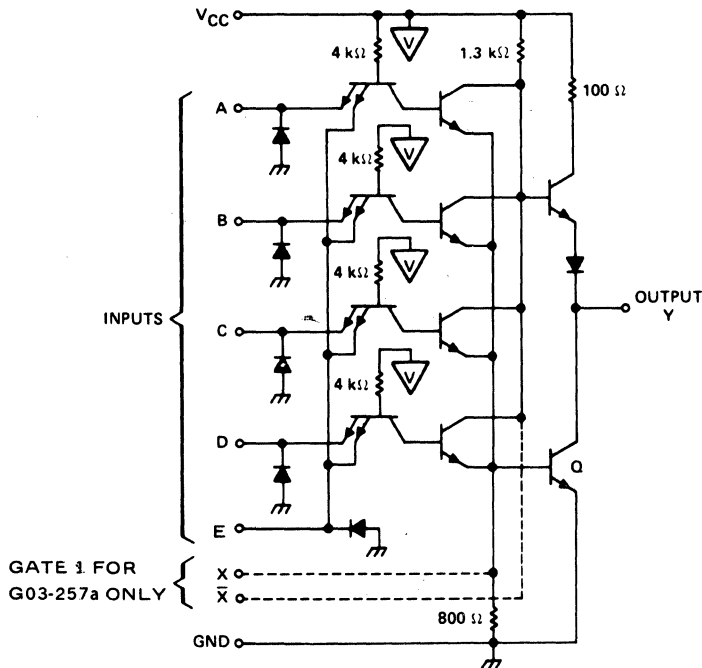 VCC
4 kΩ
V
1.3 kΩ
100 Ω
A
4 kΩ
V
B
4 kΩ
V
INPUTS
C
OUTPUT
Y
4 kΩ
V
D
Q
E
GATE 1 FOR
G03-257a ONLY
X
X̅
800 Ω
GND